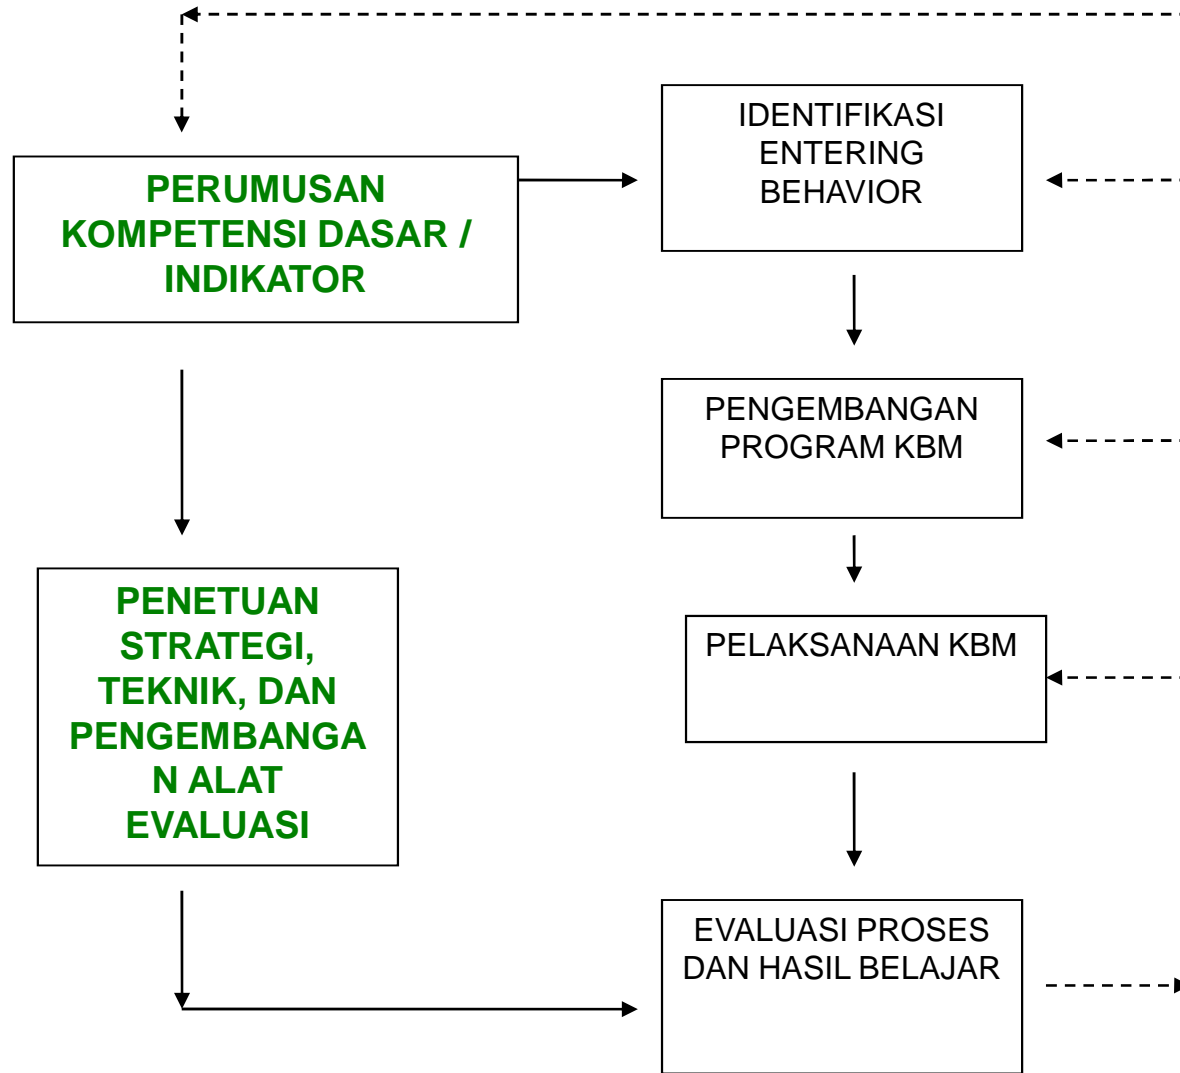 IDENTIFIKASI
ENTERING
BEHAVIOR
PERUMUSAN
KOMPETENSI DASAR /
INDIKATOR
PENGEMBANGAN
PROGRAM KBM
PENETUAN
STRATEGI,
TEKNIK, DAN
PENGEMBANGA
N ALAT
EVALUASI
PELAKSANAAN KBM
EVALUASI PROSES
DAN HASIL BELAJAR